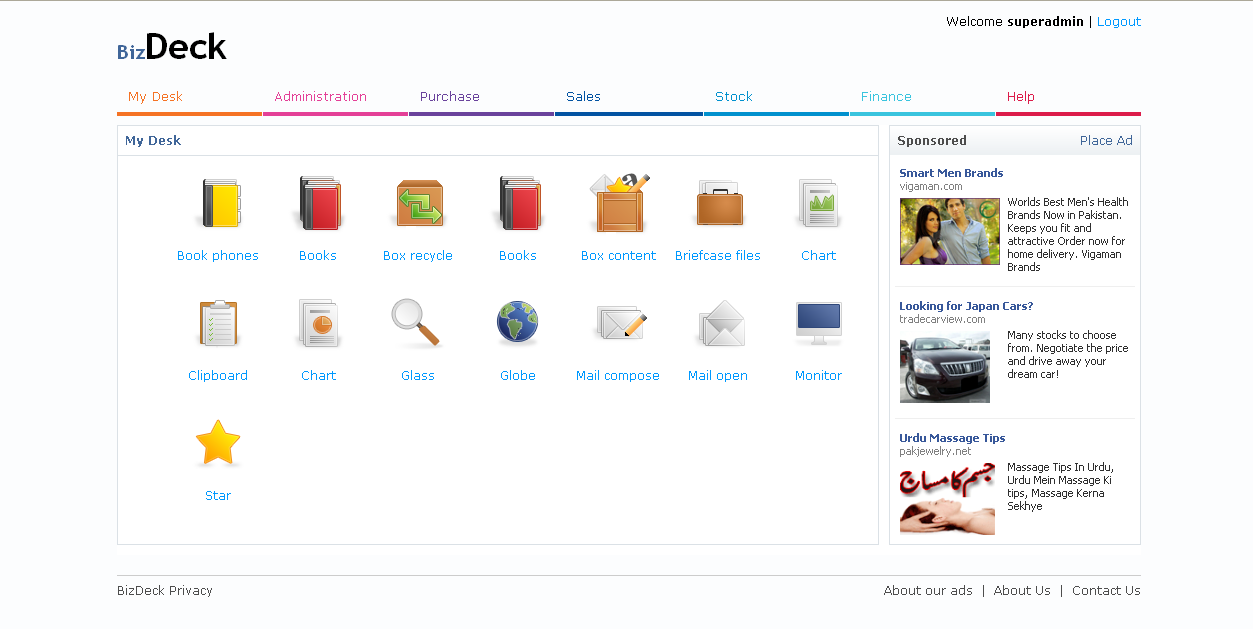 Welcome superadmin | Logout
BizDeck
My Desk
Administration
Purchase
Sales
Stock
Finance
Help
My Desk
Book phones
Books
Box recycle
Books
Box content
Briefcase files
Chart
Clipboard
Chart
Glass
Globe
Mail compose
Mail open
Monitor
Star
Sponsored
Place Ad
Smart Men Brands
vigaman.com
Worlds Best Men's Health
Brands Now in Pakistan.
Keeps you fit and
attractive Order now for
home delivery. Vigaman
Brands
Looking for Japan Cars?
tradecarview.com
Many stocks to choose
from. Negotiate the price
and drive away your
dream car!
Urdu Massage Tips
pakjewelry.net
جسم کا مساج
Massage Tips In Urdu,
Urdu Mein Massage Ki
tips, Massage Kerna
Sekhye
BizDeck Privacy
About our ads | About Us | Contact Us